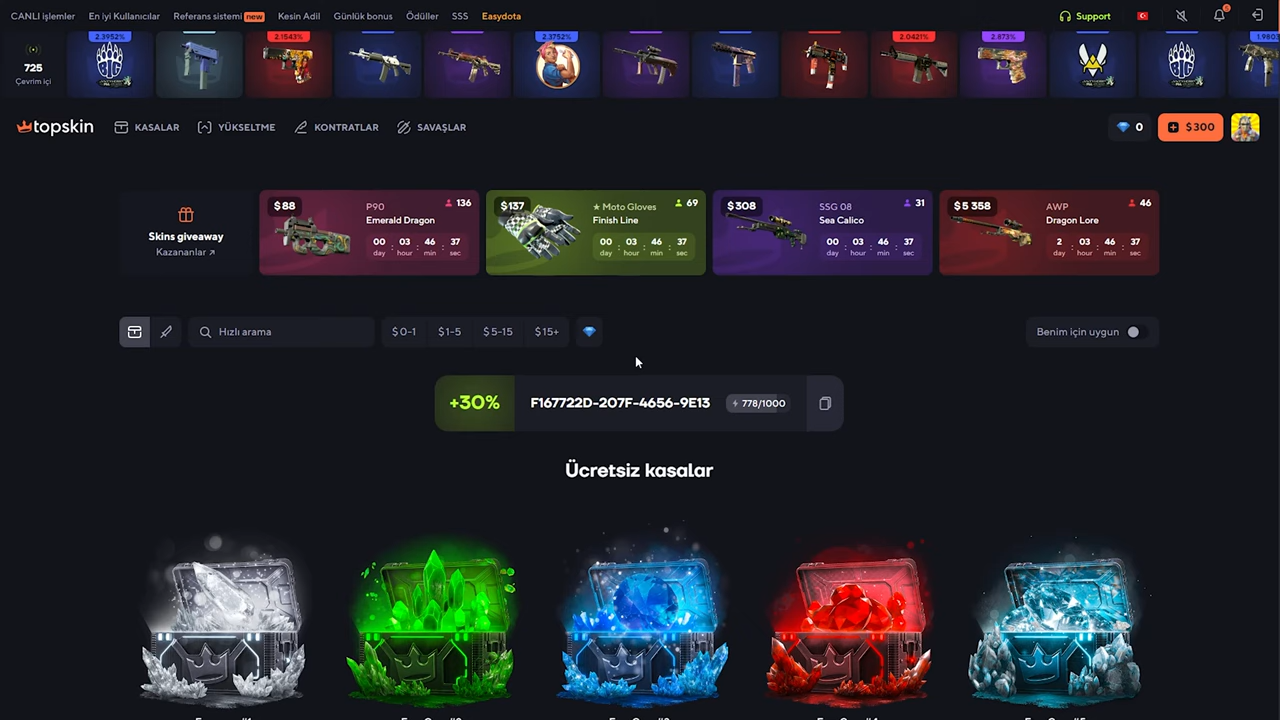 CANLI işlemler En iyi Kullanıcılar Referans sistemi new Kesin Adil Günlük bonus Ödüller SSS Easydota Support 5
725
Çevrim içi
2.3952% 2.1543% 2.3752% 2.0421% 2.873%
topskin KASALAR YÜKSELTME KONTRATLAR SAVAŞLAR 0 $300
Skins giveaway
Kazananlar ↗
$88 P90 136
Emerald Dragon
00 : 03 : 46 : 37
day hour min sec
$137 ★ Moto Gloves 69
Finish Line
00 : 03 : 46 : 37
day hour min sec
$308 SSG 08 31
Sea Calico
00 : 03 : 46 : 37
day hour min sec
$5 358 AWP 46
Dragon Lore
2 : 03 : 46 : 37
day hour min sec
Hızlı arama $0-1 $1-5 $5-15 $15+ Benim için uygun
+30% F167722D-207F-4656-9E13 778/1000
Ücretsiz kasalar